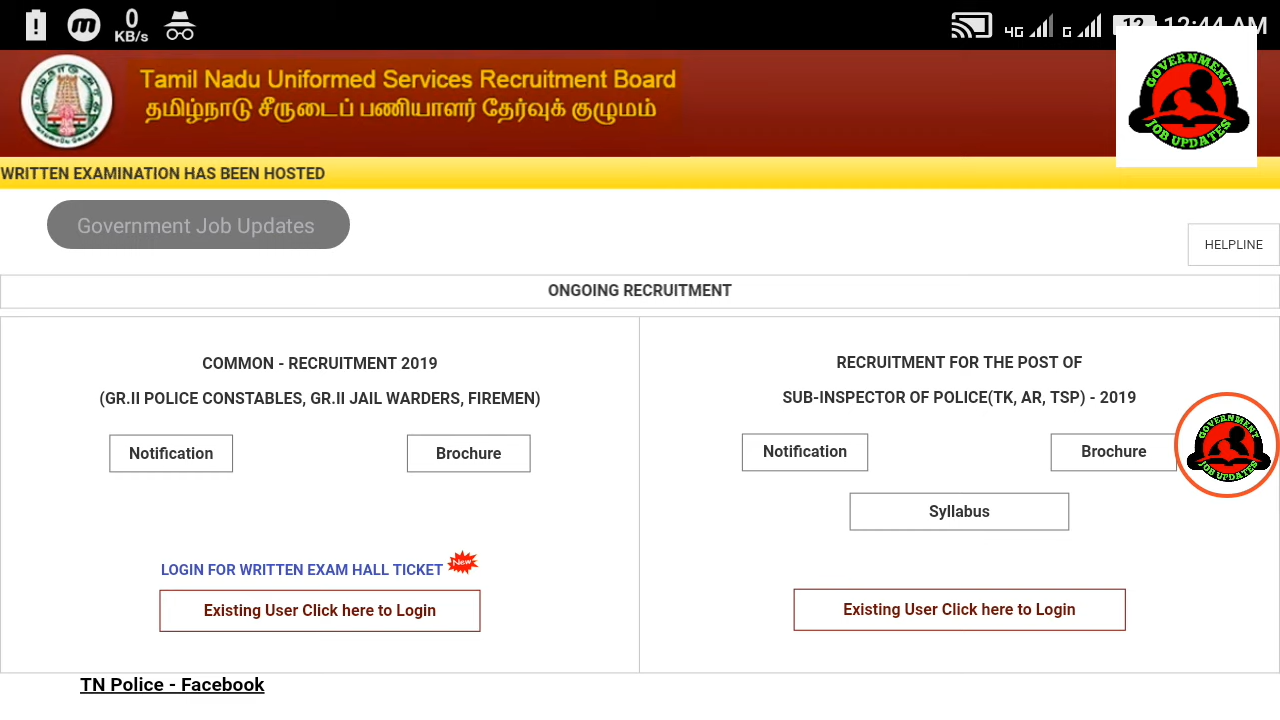 0
KB/s
4G
G
12
12:44 AM
Tamil Nadu Uniformed Services Recruitment Board
தமிழ்நாடு சீருடைப் பணியாளர் தேர்வுக் குழுமம்
GOVERNMENT
JOB UPDATES
WRITTEN EXAMINATION HAS BEEN HOSTED
Government Job Updates
HELPLINE
ONGOING RECRUITMENT
COMMON - RECRUITMENT 2019
(GR.II POLICE CONSTABLES, GR.II JAIL WARDERS, FIREMEN)
Notification
Brochure
LOGIN FOR WRITTEN EXAM HALL TICKET New
Existing User Click here to Login
RECRUITMENT FOR THE POST OF
SUB-INSPECTOR OF POLICE(TK, AR, TSP) - 2019
Notification
Brochure
Syllabus
Existing User Click here to Login
GOVERNMENT
JOB UPDATES
TN Police - Facebook